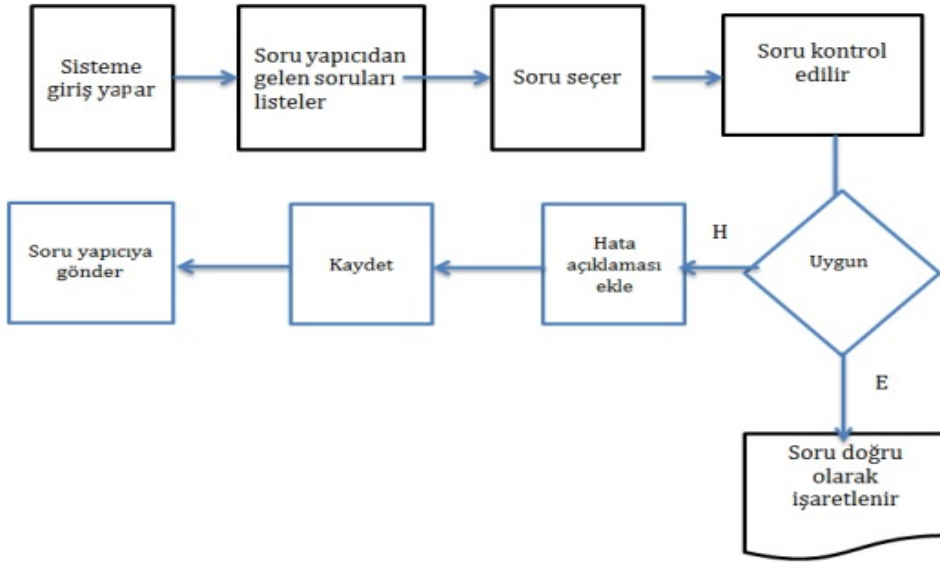 Sisteme
giriş yapar
Soru yapıcıdan
gelen soruları
listeler
Soru seçer
Soru kontrol
edilir
Uygun
H
Hata
açıklaması
ekle
Kaydet
Soru yapıcıya
gönder
E
Soru doğru
olarak
işaretlenir